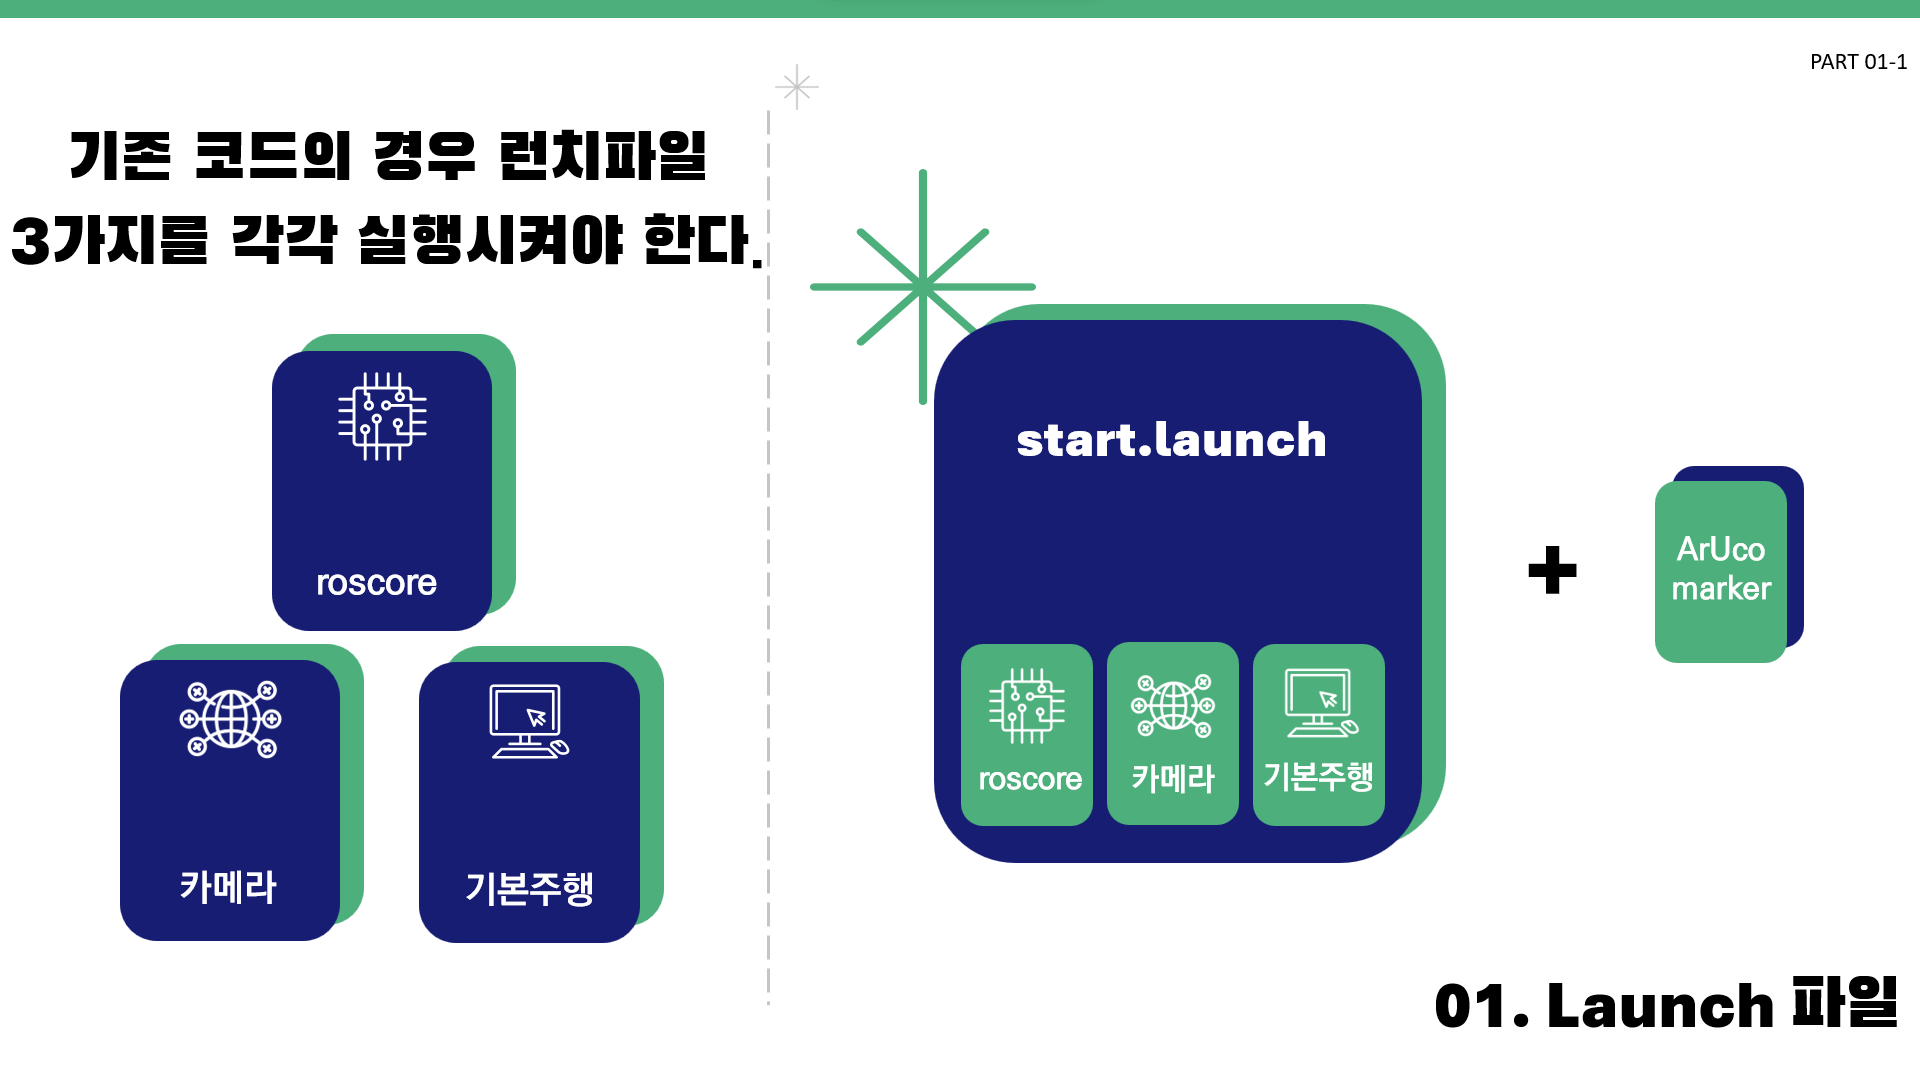 PART 01-1
기존 코드의 경우 런치파일
3가지를 각각 실행시켜야 한다.
roscore
카메라
기본주행
start.launch
roscore
카메라
기본주행
+
ArUco
marker
01. Launch 파일